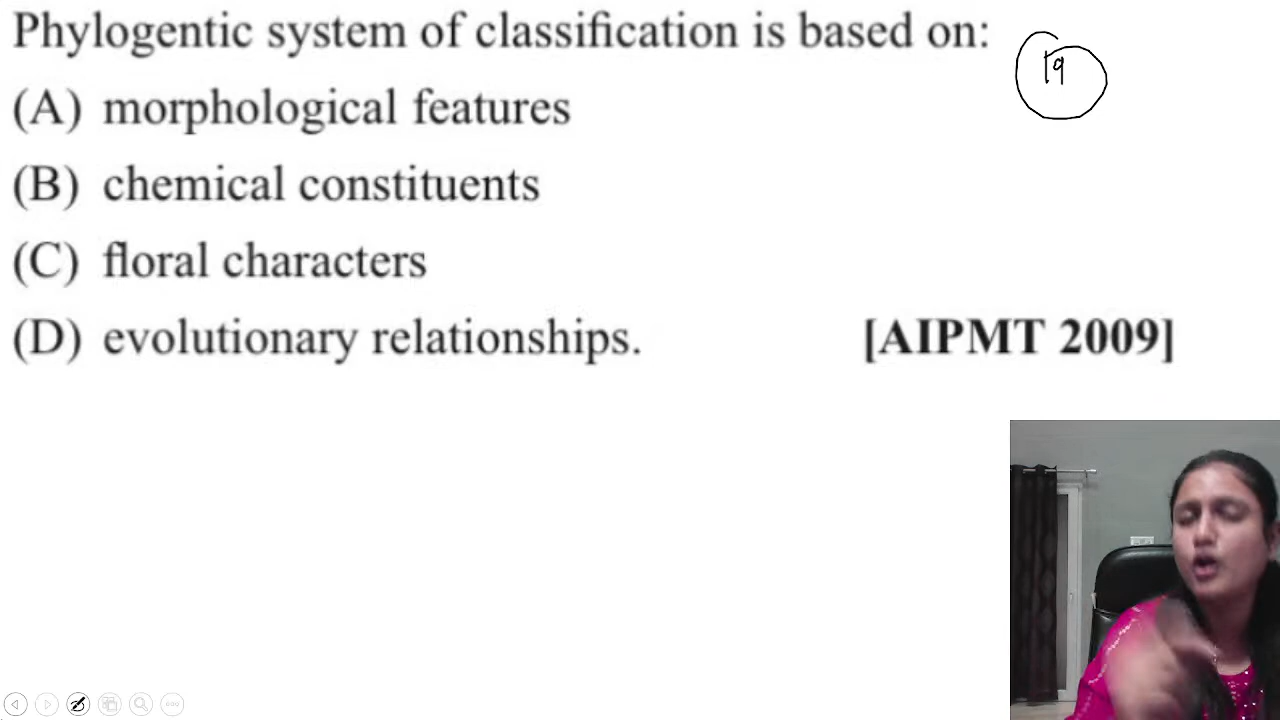 Phylogentic system of classification is based on:
19
(A) morphological features
(B) chemical constituents
(C) floral characters
(D) evolutionary relationships.
[AIPMT 2009]